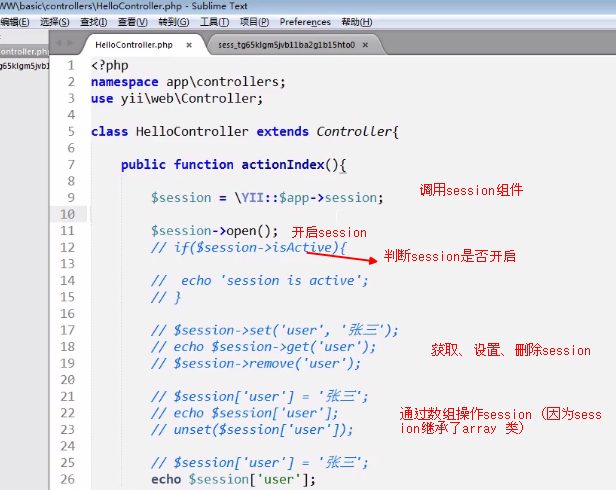 WW\basic\controllers\HelloController.php - Sublime Text
编辑(E) 选择(S) 查找(I) 查看(V) 转到(G) 工具(T) 项目(P) Preferences 帮助(H)
HelloController.php × sess_tg65klgm5jvb11ba2g1b15hto0 ×
ontroller.php ×
1 <?php
2 namespace app\controllers;
3 use yii\web\Controller;
4
5 class HelloController extends Controller{
6
7 public function actionIndex(){
8
9 $session = \YII::$app->session; 调用session组件
10
11 $session->open(); 开启session
12 // if($session->isActive){
13 判断session是否开启
14 // echo 'session is active';
15 // }
16
17 // $session->set('user', '张三');
18 // echo $session->get('user'); 获取、设置、删除session
19 // $session->remove('user');
20
21 // $session['user'] = '张三';
22 // echo $session['user']; 通过数组操作session (因为sess
23 // unset($session['user']); ion继承了array 类)
24
25 // $session['user'] = '张三';
26 echo $session['user'];